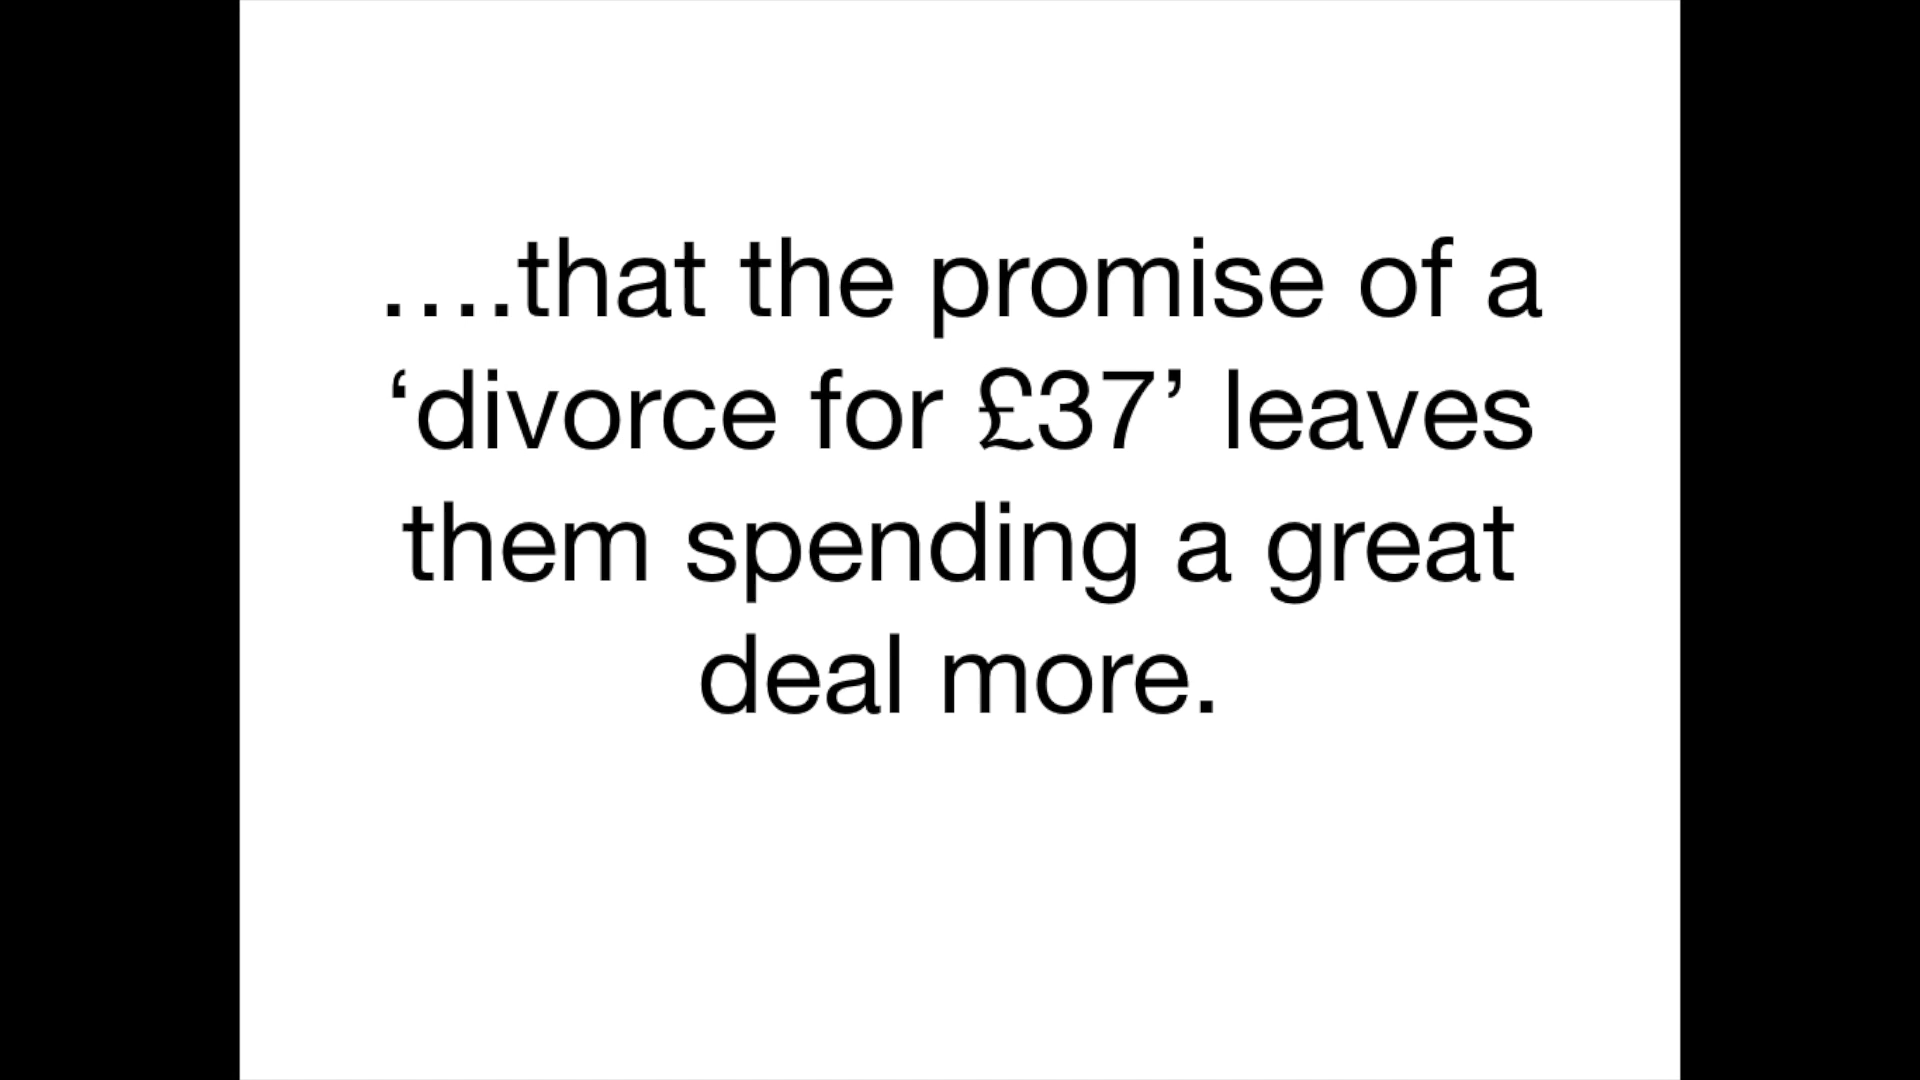 ….that the promise of a
‘divorce for £37’ leaves
them spending a great
deal more.